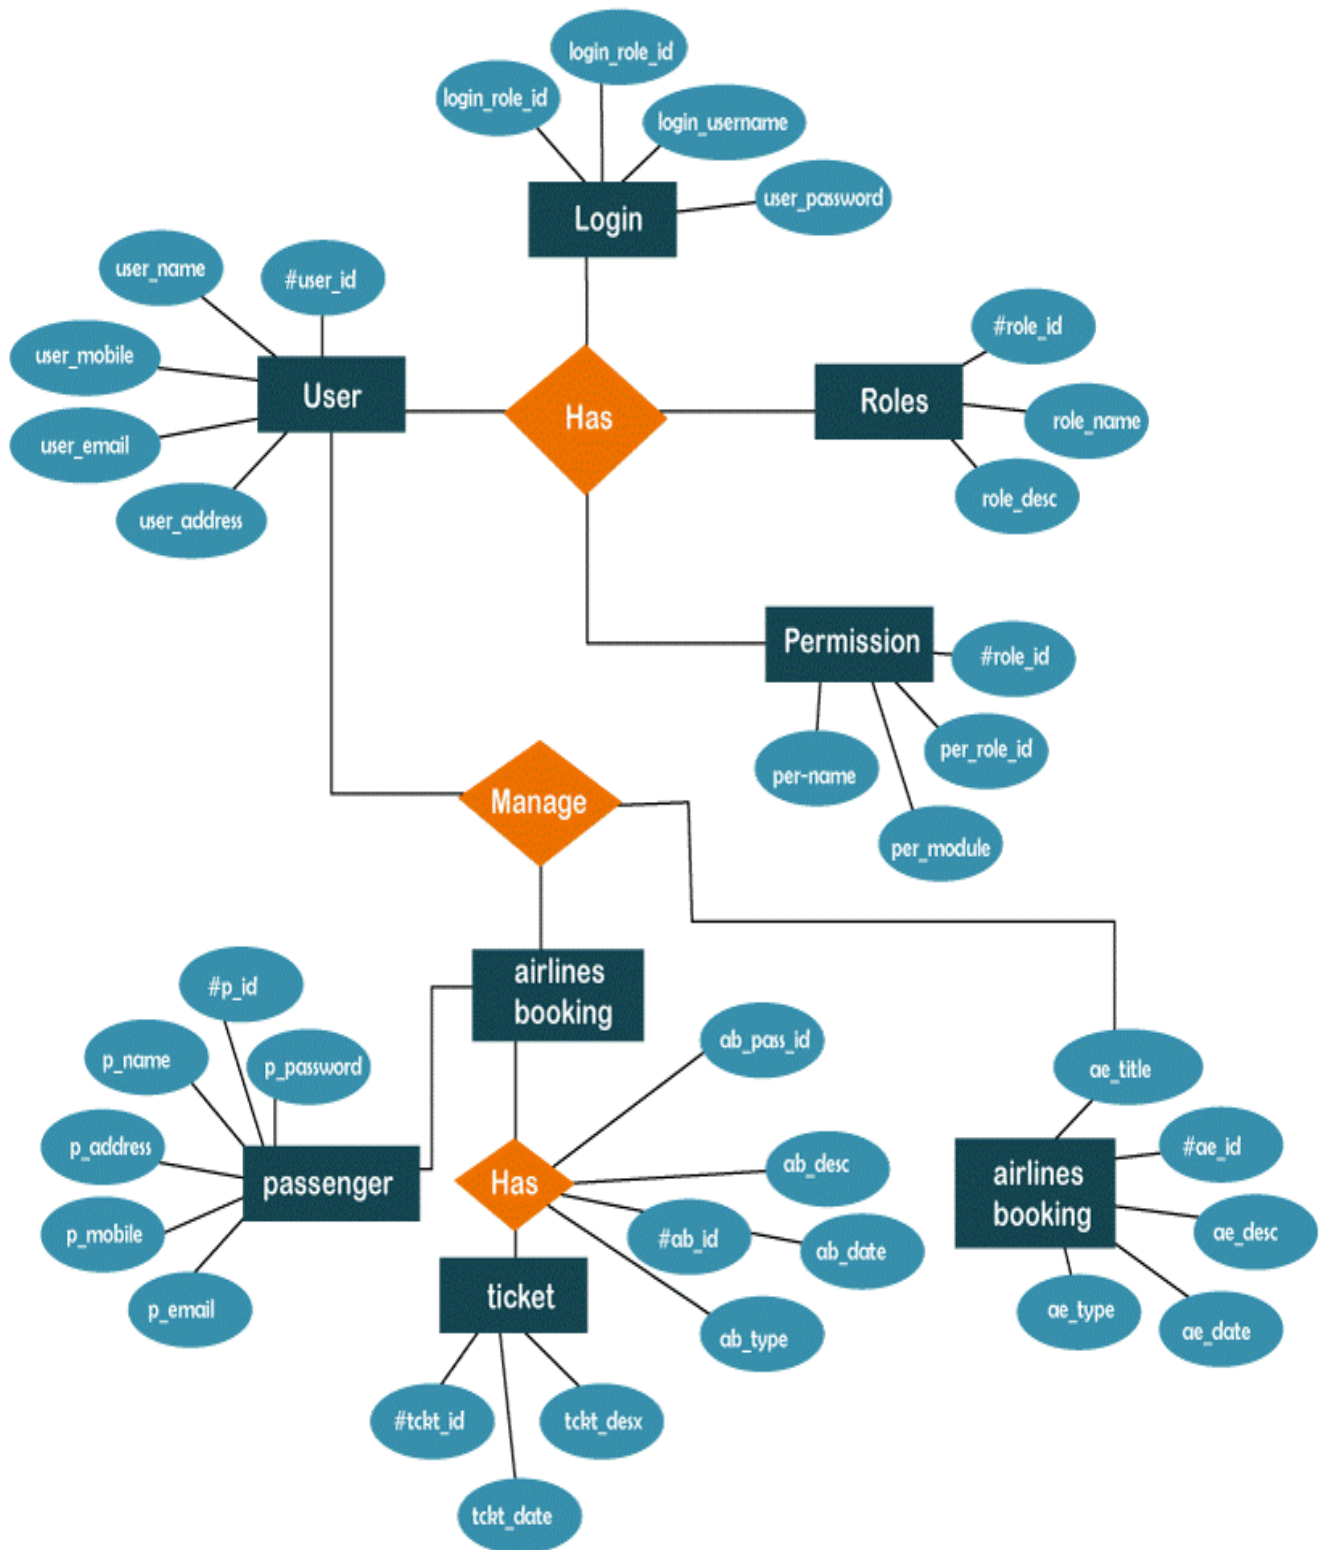 login_role_id
login_role_id
login_username
Login
user_password
user_name
#user_id
user_mobile
User
user_email
user_address
Has
#role_id
Roles
role_name
role_desc
Permission
#role_id
per-name
per_role_id
per_module
Manage
airlines
booking
#p_id
p_name
p_password
p_address
passenger
p_mobile
p_email
ab_pass_id
Has
ab_desc
#ab_id
ab_date
ab_type
ticket
#tckt_id
tckt_desx
tckt_date
ae_title
#ae_id
airlines
booking
ae_desc
ae_type
ae_date